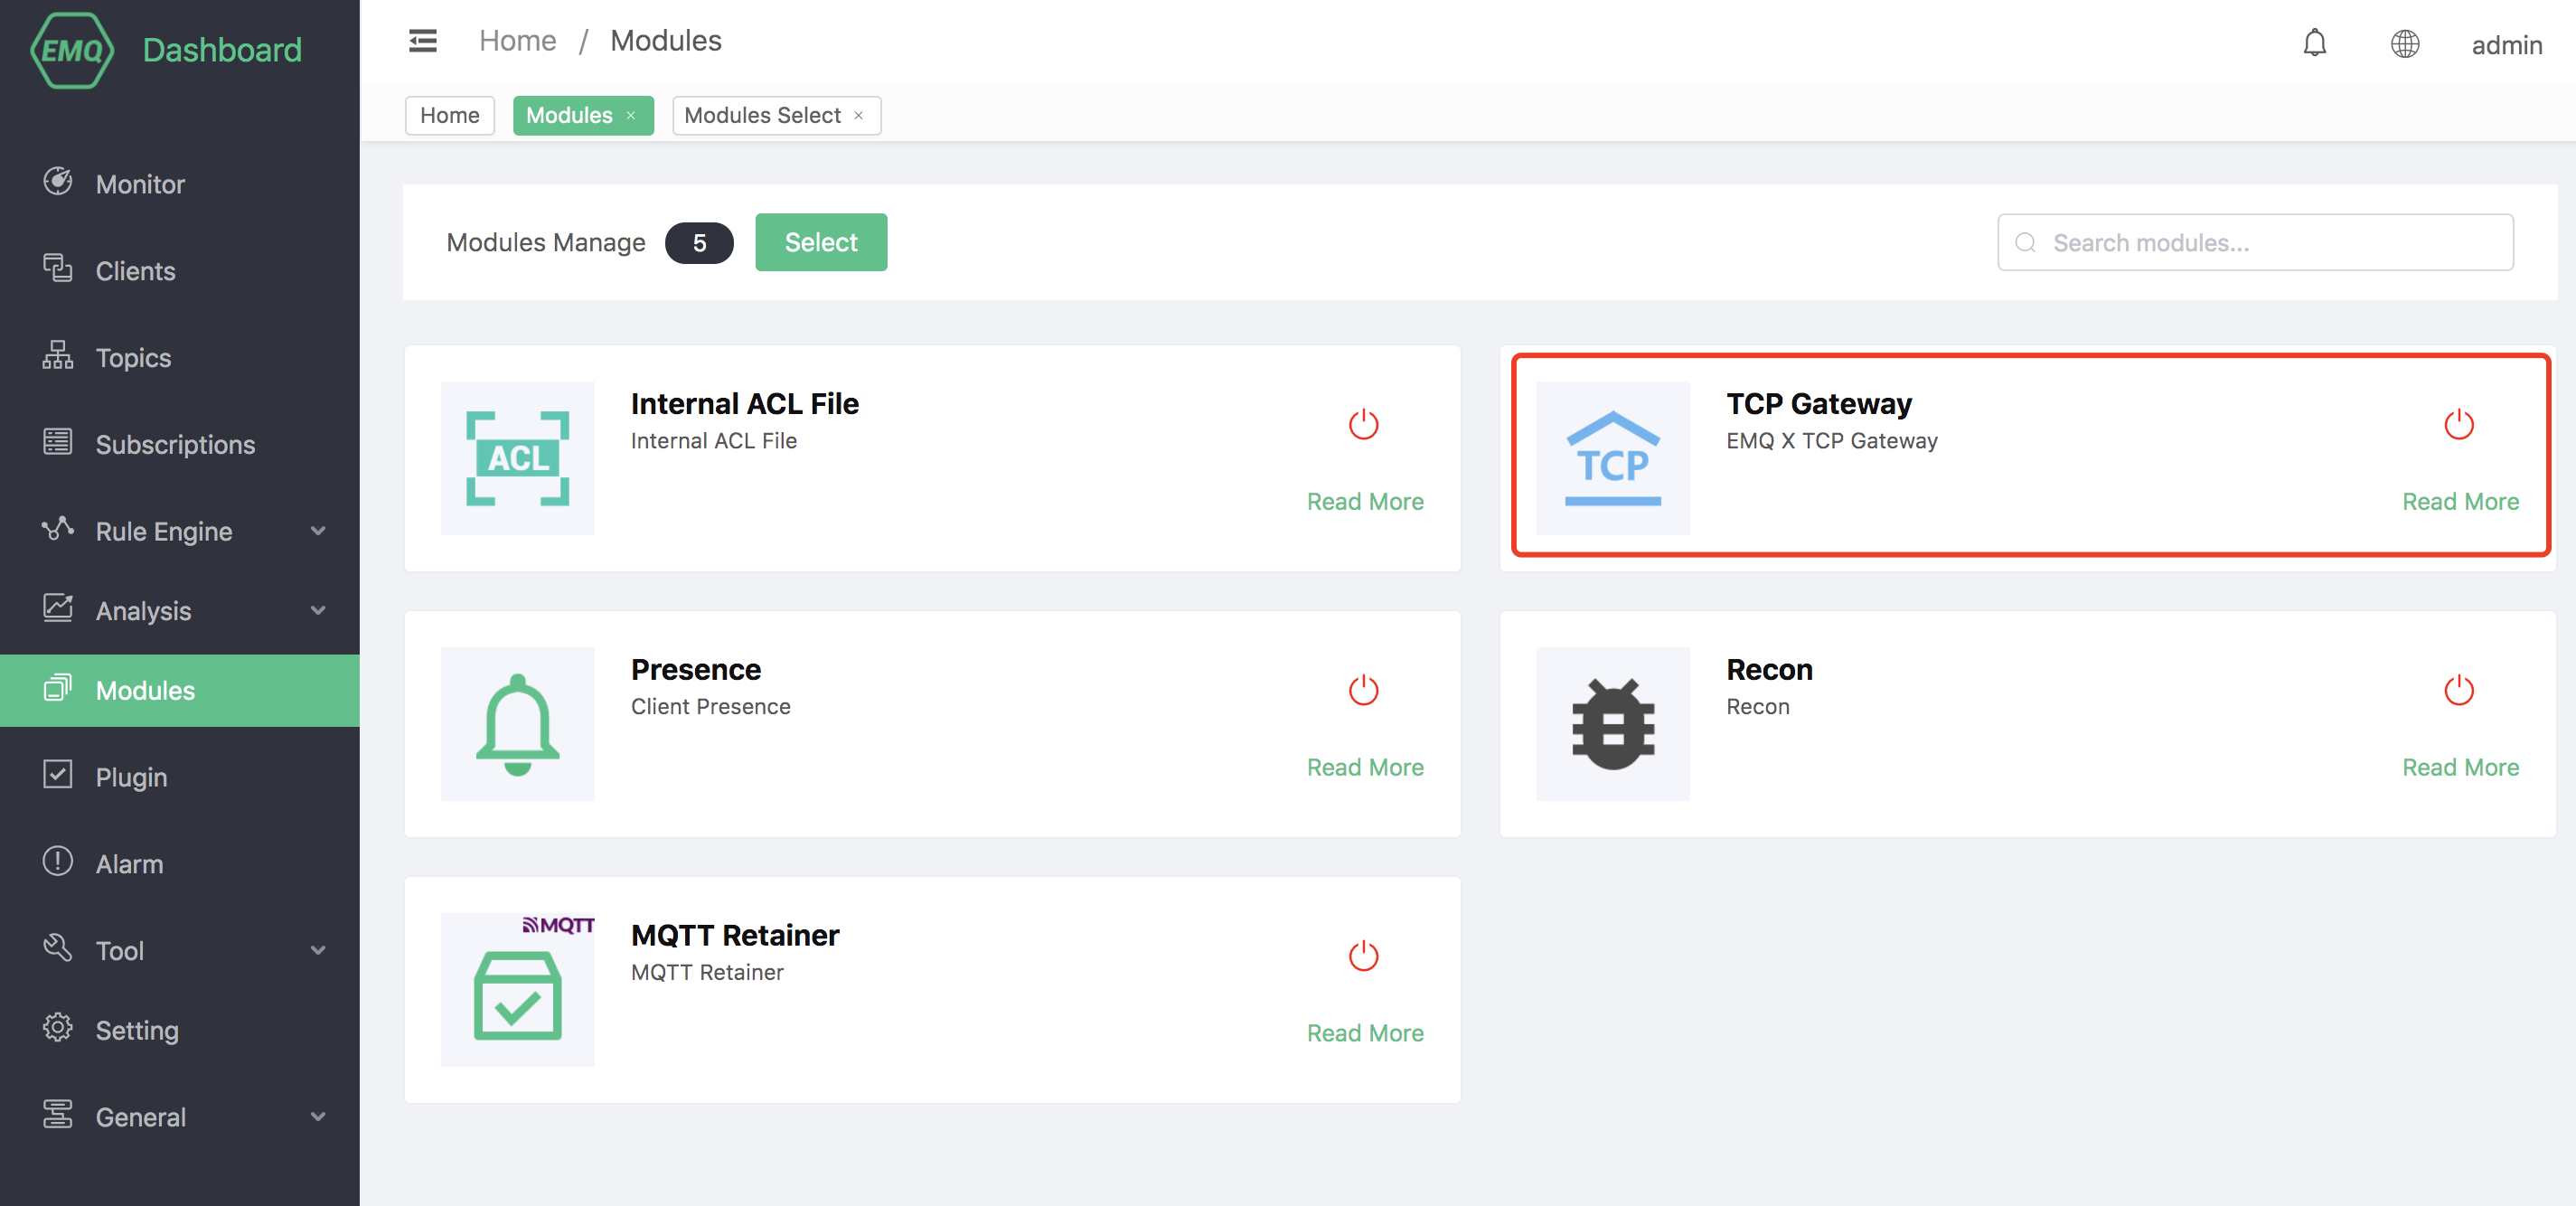 EMQ Dashboard
Home / Modules
admin
Home
Modules ×
Modules Select ×
Monitor
Clients
Topics
Subscriptions
Rule Engine
Analysis
Modules
Plugin
Alarm
Tool
Setting
General
Modules Manage 5 Select
Search modules...
ACL
Internal ACL File
Internal ACL File
Read More
TCP
TCP Gateway
EMQ X TCP Gateway
Read More
Presence
Client Presence
Read More
Recon
Recon
Read More
MQTT
MQTT Retainer
MQTT Retainer
Read More